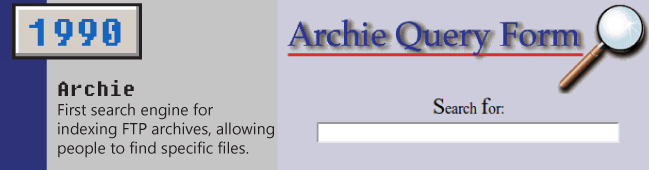 1990
Archie
First search engine for
indexing FTP archives, allowing
people to find specific files.
Archie Query Form
Search for: